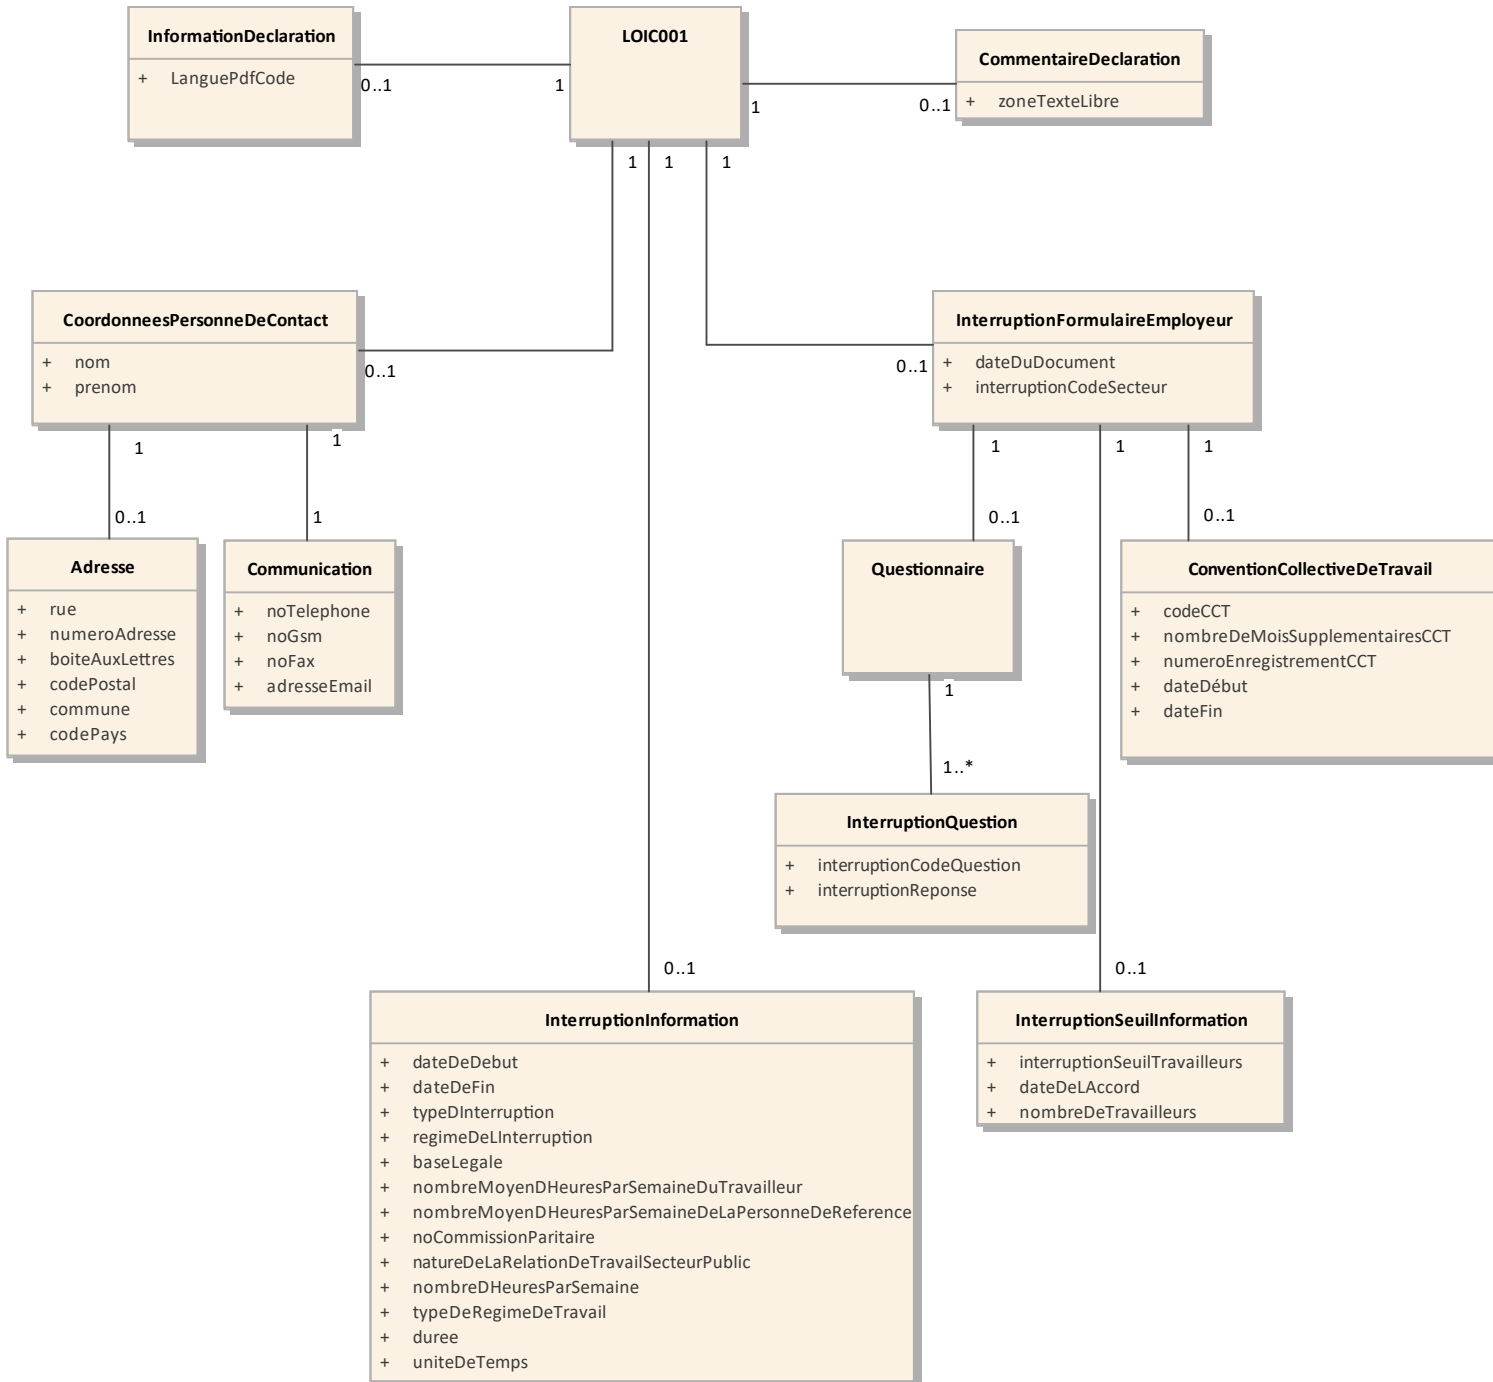 InformationDeclaration
+ LanguePdfCode
0..1
1
LOIC001
1
0..1
CommentaireDeclaration
+ zoneTexteLibre
1
1
1
CoordonneesPersonneDeContact
+ nom
+ prenom
0..1
InterruptionFormulaireEmployeur
+ dateDuDocument
+ interruptionCodeSecteur
0..1
1
1
1
1
1
0..1
1
0..1
0..1
Adresse
+ rue
+ numeroAdresse
+ boiteAuxLettres
+ codePostal
+ commune
+ codePays
Communication
+ noTelephone
+ noGsm
+ noFax
+ adresseEmail
Questionnaire
1
1..*
ConventionCollectiveDeTravail
+ codeCCT
+ nombreDeMoisSupplementairesCCT
+ numeroEnregistrementCCT
+ dateDébut
+ dateFin
InterruptionQuestion
+ interruptionCodeQuestion
+ interruptionReponse
0..1
0..1
InterruptionInformation
+ dateDeDebut
+ dateDeFin
+ typeDInterruption
+ regimeDeLInterruption
+ baseLegale
+ nombreMoyenDHeuresParSemaineDuTravailleur
+ nombreMoyenDHeuresParSemaineDeLaPersonneDeReference
+ noCommissionParitaire
+ natureDeLaRelationDeTravailSecteurPublic
+ nombreDHeuresParSemaine
+ typeDeRegimeDeTravail
+ duree
+ uniteDeTemps
InterruptionSeuilInformation
+ interruptionSeuilTravailleurs
+ dateDeLAccord
+ nombreDeTravailleurs